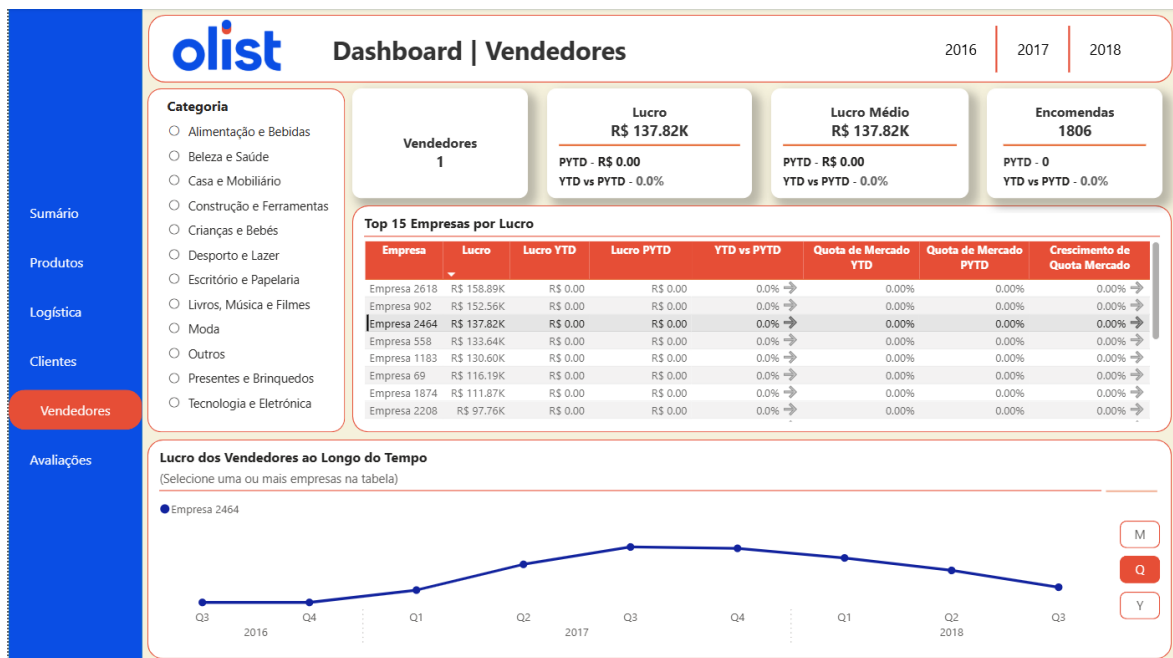 olist
Dashboard | Vendedores
2016
2017
2018
Sumário
Produtos
Logística
Clientes
Vendedores
Avaliações
Categoria
Alimentação e Bebidas
Beleza e Saúde
Casa e Mobiliário
Construção e Ferramentas
Crianças e Bebés
Desporto e Lazer
Escritório e Papelaria
Livros, Música e Filmes
Moda
Outros
Presentes e Brinquedos
Tecnologia e Eletrónica
Vendedores
1
Lucro
R$ 137.82K
PYTD - R$ 0.00
YTD vs PYTD - 0.0%
Lucro Médio
R$ 137.82K
PYTD - R$ 0.00
YTD vs PYTD - 0.0%
Encomendas
1806
PYTD - 0
YTD vs PYTD - 0.0%
Top 15 Empresas por Lucro
Empresa Lucro Lucro YTD Lucro PYTD YTD vs PYTD Quota de Mercado YTD Quota de Mercado PYTD Crescimento de Quota Mercado
Empresa 2618 R$ 158.89K R$ 0.00 R$ 0.00 0.0% 0.00% 0.00% 0.00%
Empresa 902 R$ 152.56K R$ 0.00 R$ 0.00 0.0% 0.00% 0.00% 0.00%
Empresa 2464 R$ 137.82K R$ 0.00 R$ 0.00 0.0% 0.00% 0.00% 0.00%
Empresa 558 R$ 133.64K R$ 0.00 R$ 0.00 0.0% 0.00% 0.00% 0.00%
Empresa 1183 R$ 130.60K R$ 0.00 R$ 0.00 0.0% 0.00% 0.00% 0.00%
Empresa 69 R$ 116.19K R$ 0.00 R$ 0.00 0.0% 0.00% 0.00% 0.00%
Empresa 1874 R$ 111.87K R$ 0.00 R$ 0.00 0.0% 0.00% 0.00% 0.00%
Empresa 2208 R$ 97.76K R$ 0.00 R$ 0.00 0.0% 0.00% 0.00% 0.00%
Lucro dos Vendedores ao Longo do Tempo
(Selecione uma ou mais empresas na tabela)
Empresa 2464
M
Q
Y
Q3 Q4 Q1 Q2 Q3 Q4 Q1 Q2 Q3
2016 2017 2018